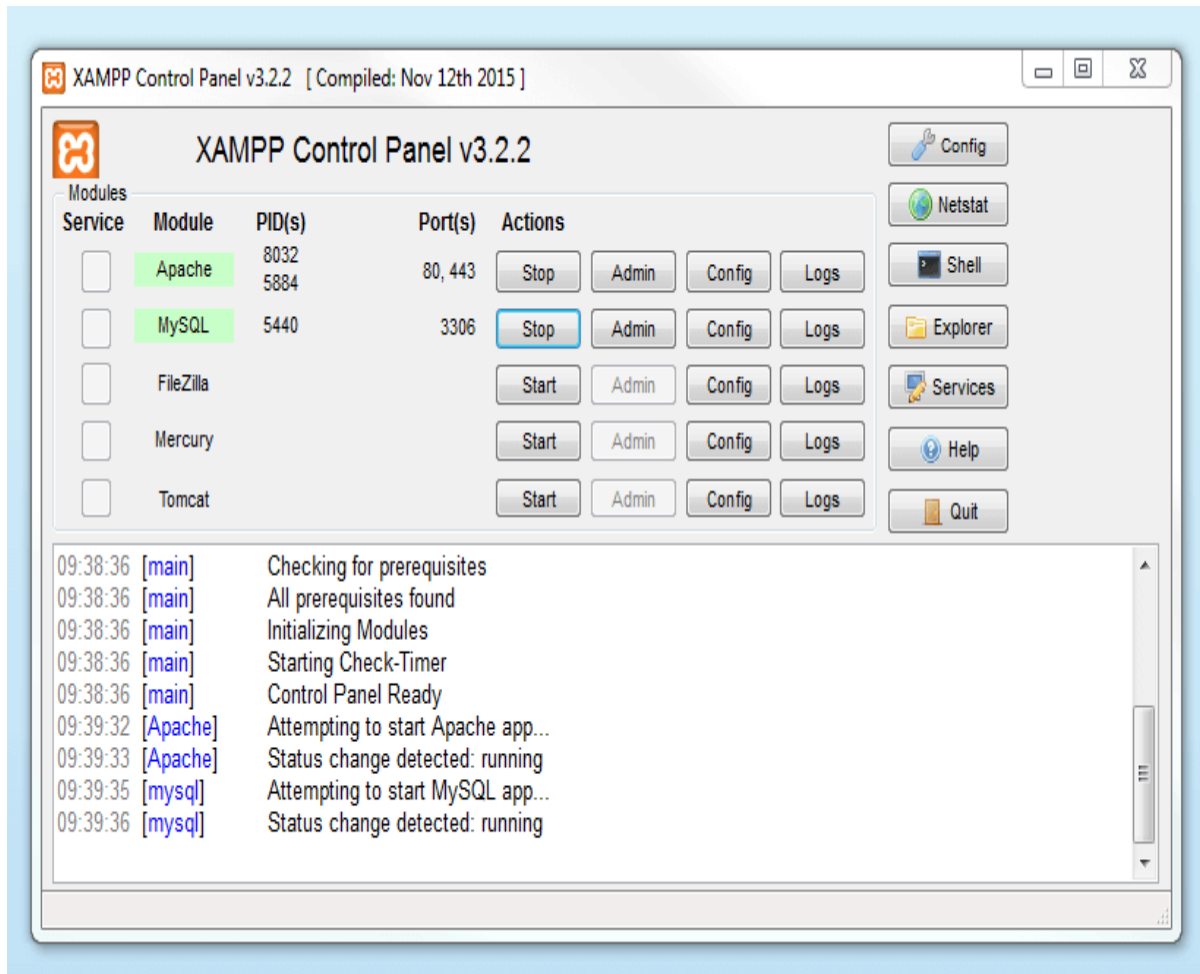 XAMPP Control Panel v3.2.2 [ Compiled: Nov 12th 2015 ]
XAMPP Control Panel v3.2.2
Config
Modules
Netstat
Service Module PID(s) Port(s) Actions
Apache 8032 5884 80, 443 Stop Admin Config Logs
Shell
MySQL 5440 3306 Stop Admin Config Logs
Explorer
FileZilla Start Admin Config Logs
Services
Mercury Start Admin Config Logs
Help
Tomcat Start Admin Config Logs
Quit
09:38:36 [main] Checking for prerequisites
09:38:36 [main] All prerequisites found
09:38:36 [main] Initializing Modules
09:38:36 [main] Starting Check-Timer
09:38:36 [main] Control Panel Ready
09:39:32 [Apache] Attempting to start Apache app...
09:39:33 [Apache] Status change detected: running
09:39:35 [mysql] Attempting to start MySQL app...
09:39:36 [mysql] Status change detected: running